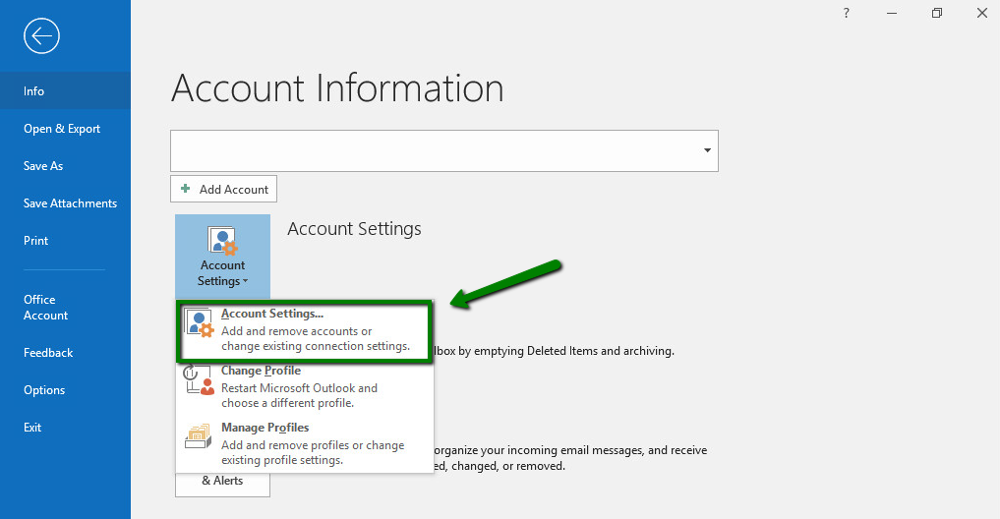 ?
Account Information
Info
Open & Export
Save As
Save Attachments
Print
Office
Account
Feedback
Options
Exit
Add Account
Account
Settings
Account Settings
Account Settings...
Add and remove accounts or
change existing connection settings.
Change Profile
Restart Microsoft Outlook and
choose a different profile.
Manage Profiles
Add and remove profiles or change
existing profile settings.
lbox by emptying Deleted Items and archiving.
organize your incoming email messages, and receive
ed, changed, or removed.
& Alerts